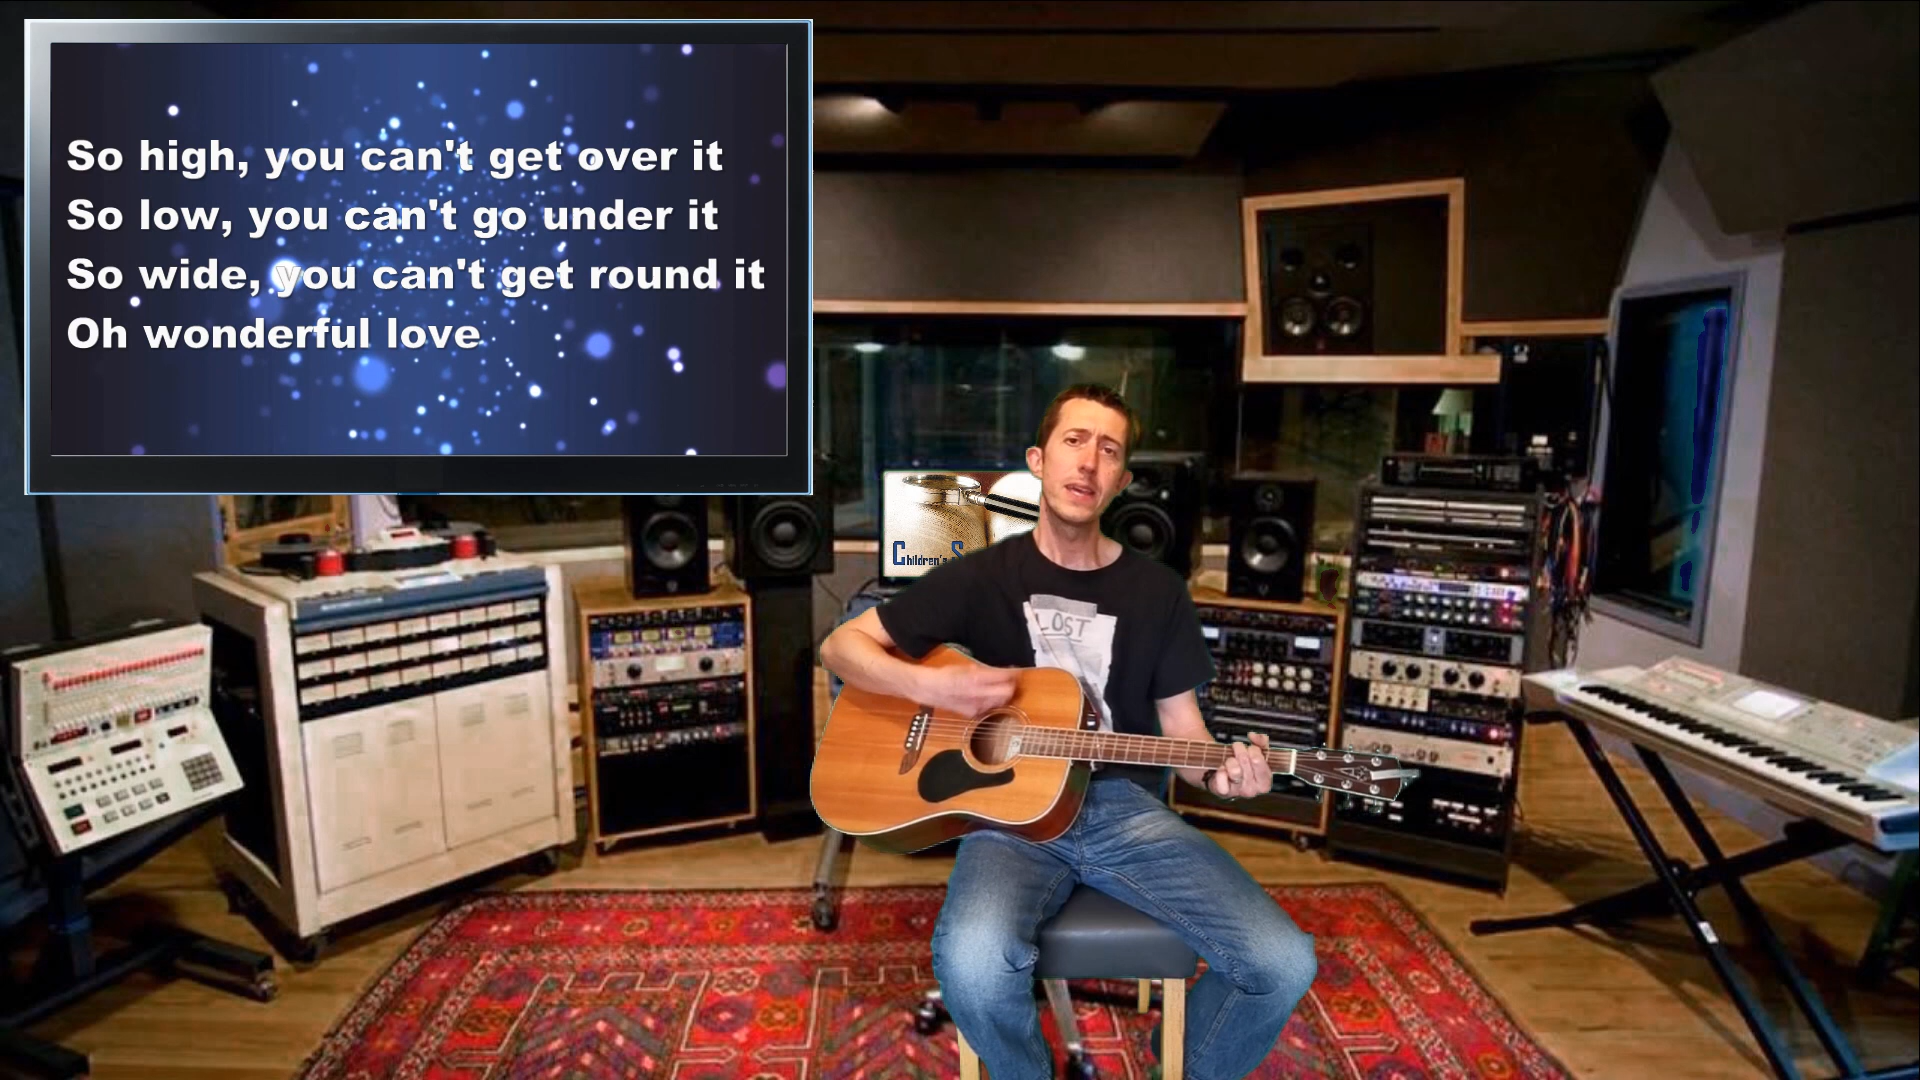 So high, you can't get over it
So low, you can't go under it
So wide, you can't get round it
Oh wonderful love
Children's
LOST